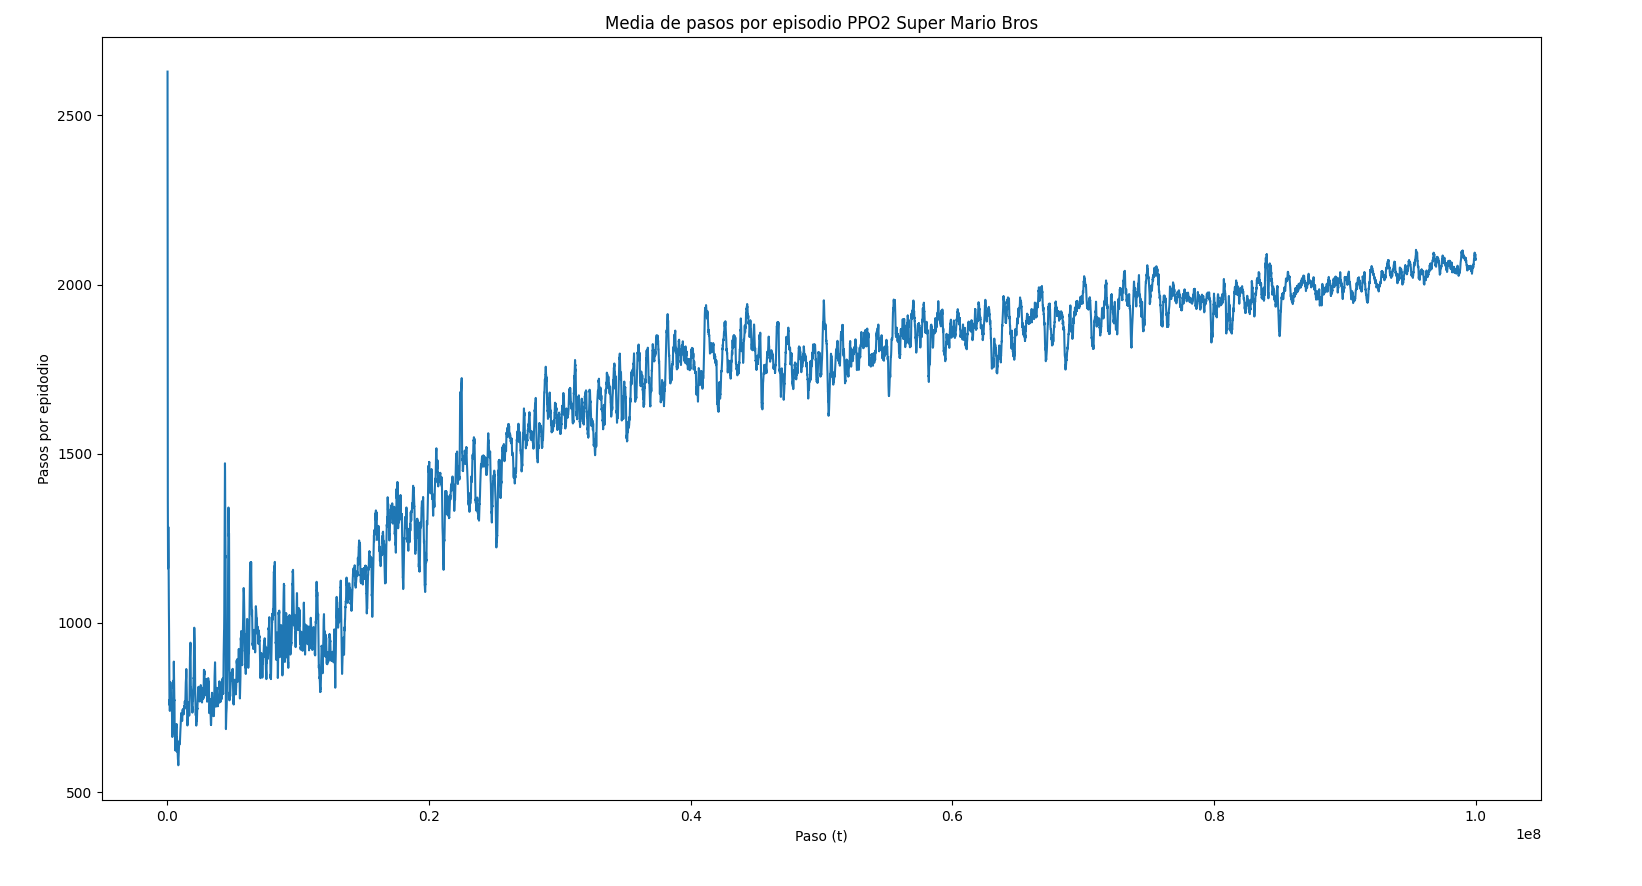 Media de pasos por episodio PPO2 Super Mario Bros
2500
2000
1500
1000
500
Pasos por epidodio
0.0 0.2 0.4 0.6 0.8 1.0
1e8
Paso (t)